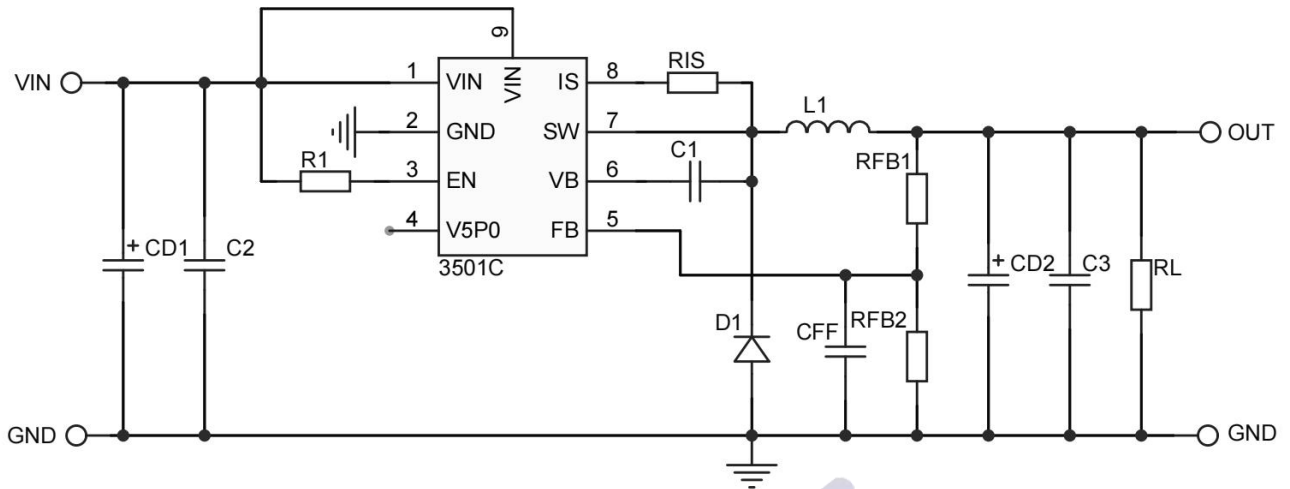 9
VIN
1
VIN
VIN
IS
8
RIS
2
GND
SW
7
L1
OUT
R1
3
EN
VB
6
C1
RFB1
4
V5P0
FB
5
3501C
+
CD1
C2
+
CD2
C3
RL
D1
CFF
RFB2
GND
GND